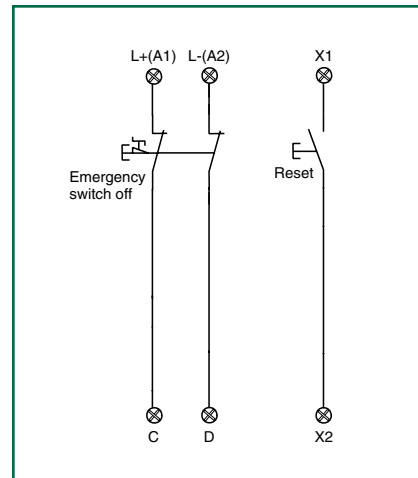 L+(A1) L-(A2) X1
Emergency
switch off
Reset
C D X2